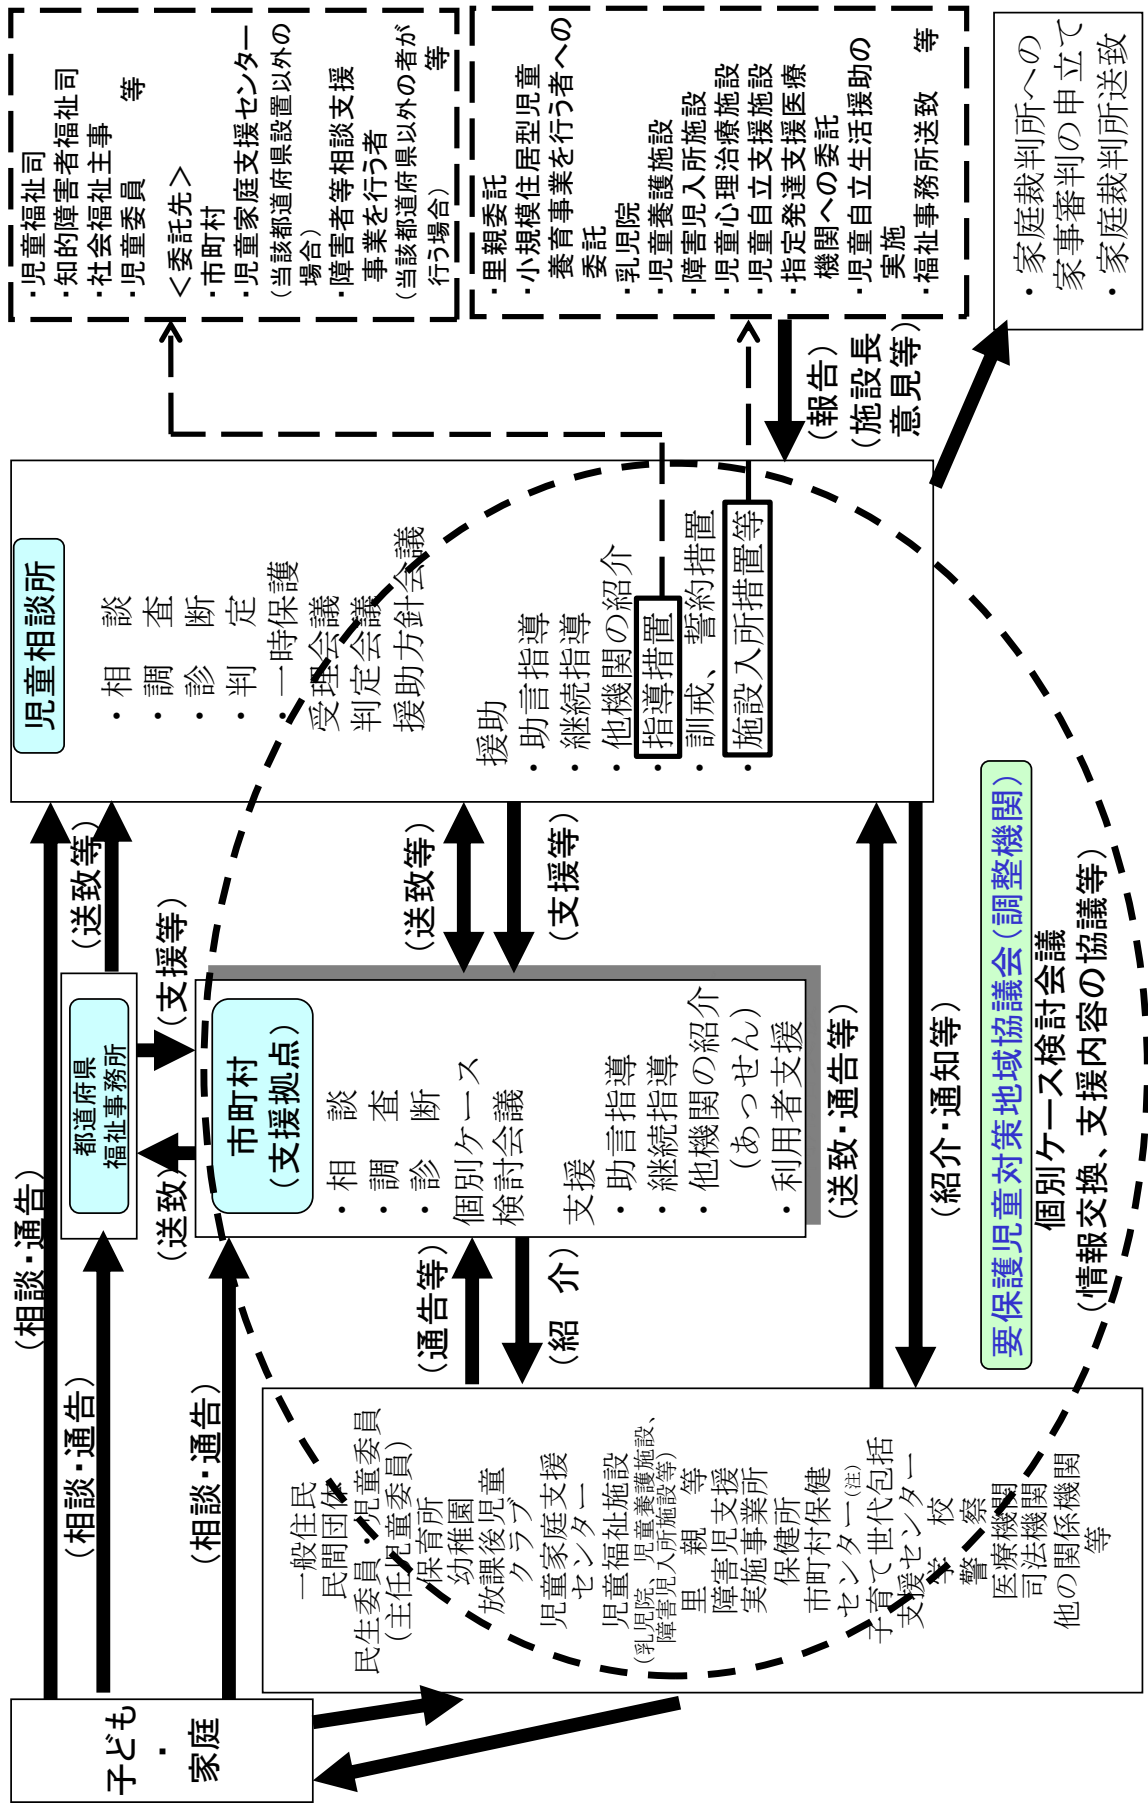 子ども
・
家庭
(相談・通告)
(相談・通告)
(相談・通告)
一般住民
民間団体
民生委員・児童委員
(主任児童委員)
保育所
幼稚園
放課後児童
クラブ
児童家庭支援
センター
児童福祉施設
(乳児院、児童養護施設、
障害児入所施設等)
里　親　等
障害児支援
実施事業所
保健所
市町村保健
センター(注)
子育て世代包括
支援センター
学　校
警　察
医療機関
司法機関
他の関係機関
等
都道府県
福祉事務所
(送致等)
(送致)
(支援等)
市町村
(支援拠点)
・相　談
・調　査
・診　断
個別ケース
検討会議
支援
・助言指導
・継続指導
・他機関の紹介
(あっせん)
・利用者支援
(通告等)
(紹　介)
(送致等)
(支援等)
(送致・通告等)
(紹介・通知等)
要保護児童対策地域協議会(調整機関)
個別ケース検討会議
(情報交換、支援内容の協議等)
児童相談所
・相　談
・調　査
・診　断
・判　定
・一時保護
受理会議
判定会議
援助方針会議
援助
・助言指導
・継続指導
・他機関の紹介
・指導措置
・訓戒、誓約措置
・施設入所措置等
(報告)
(施設長
意見等)
・児童福祉司
・知的障害者福祉司
・社会福祉主事
・児童委員　等
＜委託先＞
・市町村
・児童家庭支援センター
(当該都道府県設置以外の
場合)
・障害者等相談支援
事業を行う者
(当該都道府県以外の者が
行う場合)　等
・里親委託
・小規模住居型児童
養育事業を行う者への
委託
・乳児院
・児童養護施設
・障害児入所施設
・児童心理治療施設
・児童自立支援施設
・指定発達支援医療
機関への委託
・児童自立生活援助の
実施
・福祉事務所送致　等
・家庭裁判所への
家事審判の申立て
・家庭裁判所送致